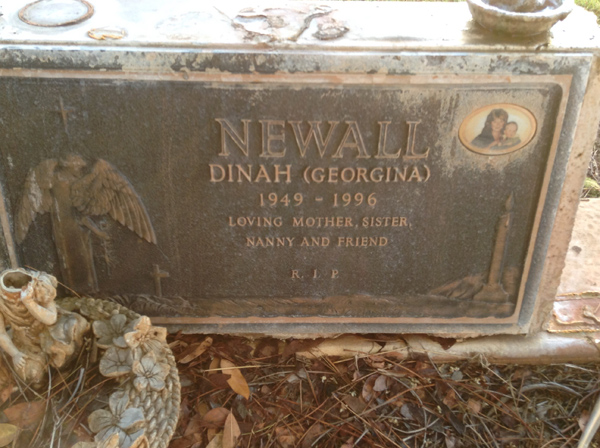 NEWALL
DINAH (GEORGINA)
1949 - 1996
LOVING MOTHER, SISTER,
NANNY AND FRIEND
R. I. P.